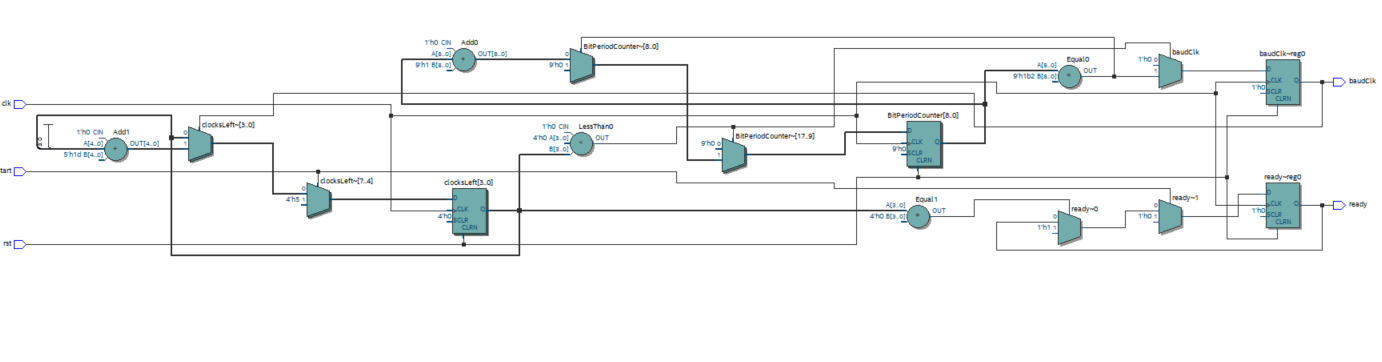 1'h0 CIN Add0
A[8..0] OUT[8..0]
9'h1 B[8..0]
BitPeriodCounter~[8..0]
0
9'h0 1
baudClk
1'h0 0
1
Equal0
A[8..0] OUT
9'h1b2 B[8..0]
baudClk~reg0
D
CLK Q
1'h0 SCLR
CLRN
baudClk
clk
1'h0 CIN Add1
A[4..0] OUT[4..0]
5'h1d B[4..0]
clocksLeft~[3..0]
0
1
1'h0 CIN LessThan0
4'h0 A[3..0] OUT
B[3..0]
BitPeriodCounter~[17..9]
9'h0 0
1
BitPeriodCounter[8..0]
D
CLK Q
9'h0 SCLR
CLRN
tart
clocksLeft~[7..4]
0
4'h5 1
clocksLeft[3..0]
D
CLK Q
4'h0 SCLR
CLRN
Equal1
A[3..0] OUT
4'h0 B[3..0]
ready~0
0
1'h1 1
ready~1
0
1'h0 1
ready~reg0
D
CLK Q
1'h0 SCLR
CLRN
ready
rst